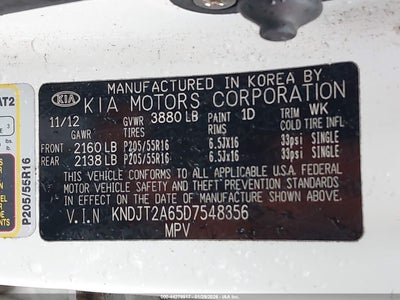 MANUFACTURED IN KOREA BY
KIA KIA MOTORS CORPORATION
11/12 GVWR 3880 LB PAINT 1D TRIM WK
GAWR TIRES RIMS COLD TIRE INFL
FRT 2160 LB P205/55R16 6.5Jx16 33psi SINGLE
REAR 2138 LB P205/55R16 6.5Jx16 33psi SINGLE
THIS VEHICLE CONFORMS TO ALL APPLICABLE U.S.A. FEDERAL
MOTOR VEHICLE SAFETY AND THEFT PREVENTION STANDARDS
IN EFFECT ON THE DATE OF MANUFACTURE SHOWN ABOVE.
V.I.N KNDJT2A65D7548356
MPV
P205/55R16
AT2